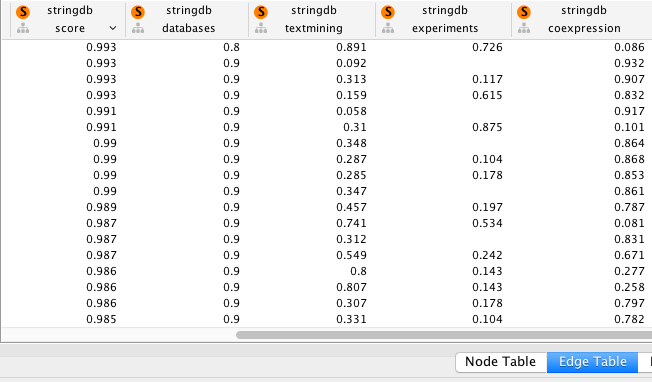 S stringdb S stringdb S stringdb S stringdb S stringdb
score databases textmining experiments coexpression
0.993 0.8 0.891 0.726 0.086
0.993 0.9 0.092 0.932
0.993 0.9 0.313 0.117 0.907
0.993 0.9 0.159 0.615 0.832
0.991 0.9 0.058 0.917
0.991 0.9 0.31 0.875 0.101
0.99 0.9 0.348 0.864
0.99 0.9 0.287 0.104 0.868
0.99 0.9 0.285 0.178 0.853
0.99 0.9 0.347 0.861
0.989 0.9 0.457 0.197 0.787
0.987 0.9 0.741 0.534 0.081
0.987 0.9 0.312 0.831
0.987 0.9 0.549 0.242 0.671
0.986 0.9 0.8 0.143 0.277
0.986 0.9 0.807 0.143 0.258
0.986 0.9 0.307 0.178 0.797
0.985 0.9 0.331 0.104 0.782
Node Table Edge Table